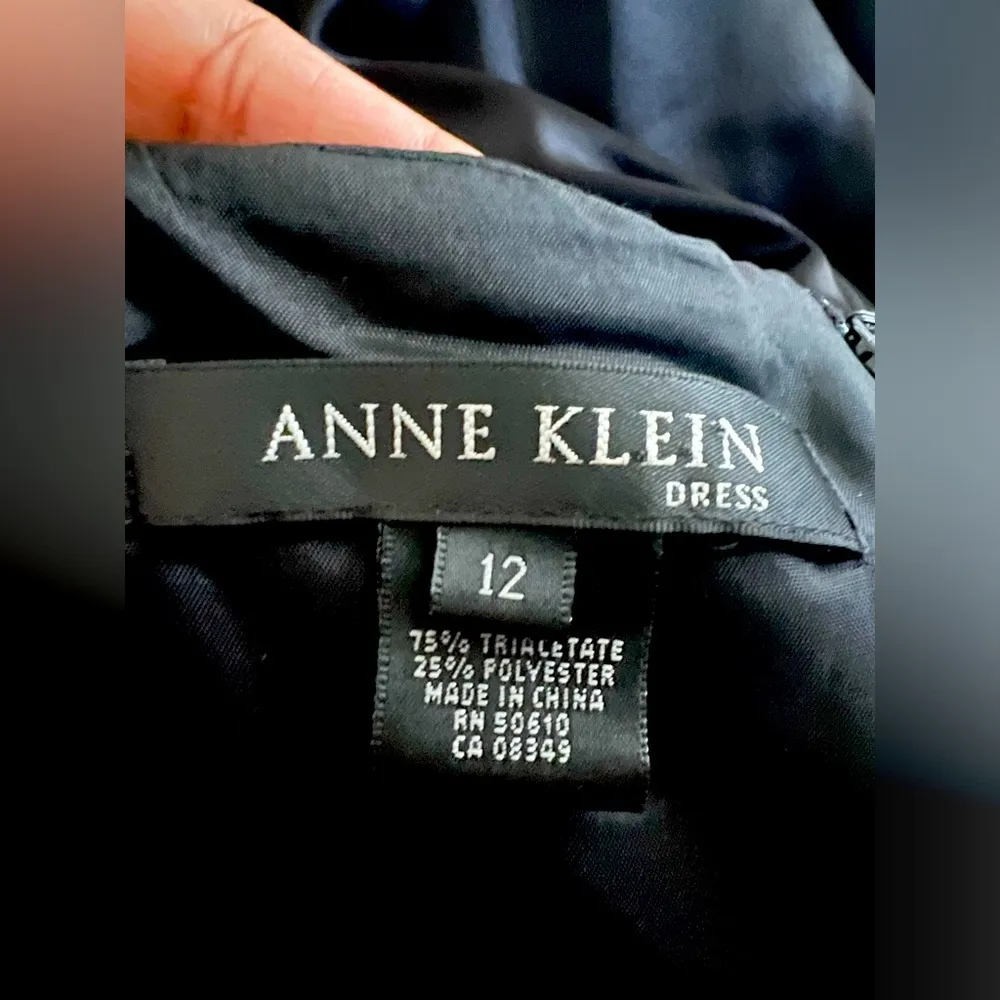 ANNE KLEIN
DRESS
12
75% TRIACETATE
25% POLYESTER
MADE IN CHINA
RN 50610
CA 08349